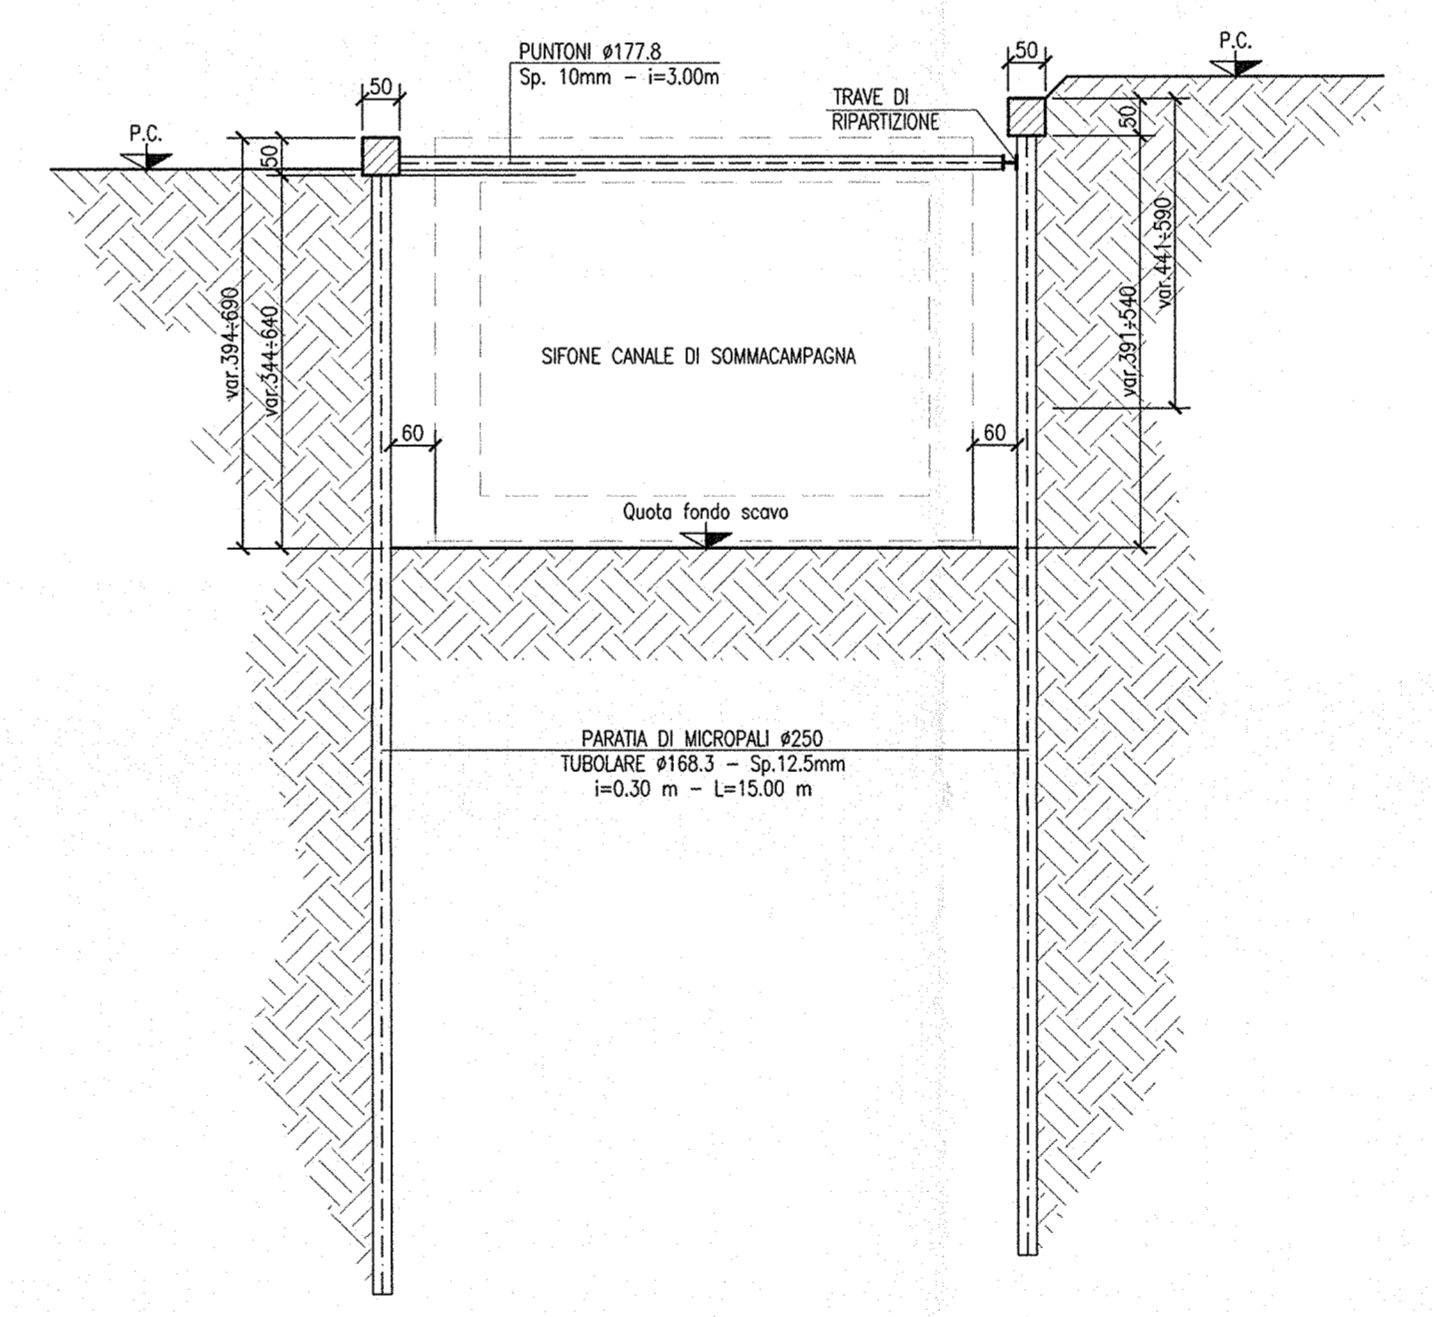 PUNTONI ø177.8
Sp. 10mm - i=3.00m
50
P.C.
TRAVE DI
RIPARTIZIONE
50
P.C.
50
50
var.394÷690
var.344÷640
SIFONE CANALE DI SOMMACAMPAGNA
var.391÷540
var.441÷590
60
60
Quota fondo scavo
PARATIA DI MICROPALI ø250
TUBOLARE ø168.3 - Sp.12.5mm
i=0.30 m - L=15.00 m